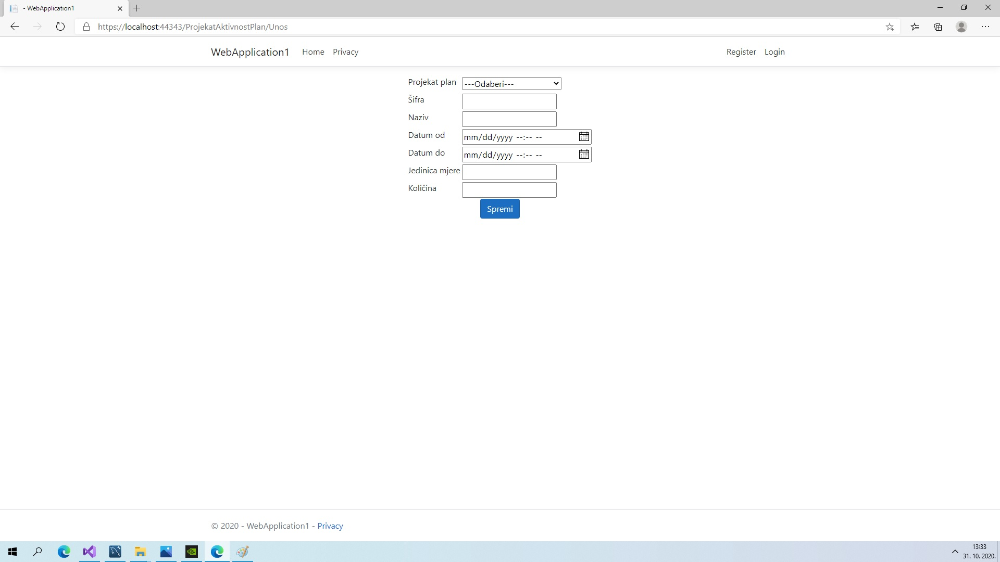 - WebApplication1
https://localhost:44343/ProjekatAktivnostPlan/Unos
WebApplication1 Home Privacy Register Login
Projekat plan ---Odaberi---
Šifra
Naziv
Datum od mm/dd/yyyy --:-- --
Datum do mm/dd/yyyy --:-- --
Jedinica mjere
Količina
Spremi
© 2020 - WebApplication1 - Privacy
13:33
31. 10. 2020.